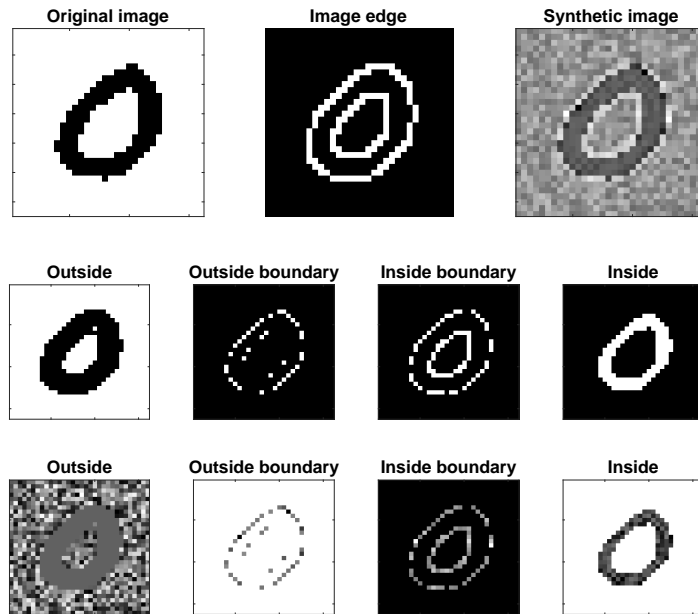 Original image
Image edge
Synthetic image
Outside
Outside boundary
Inside boundary
Inside
Outside
Outside boundary
Inside boundary
Inside